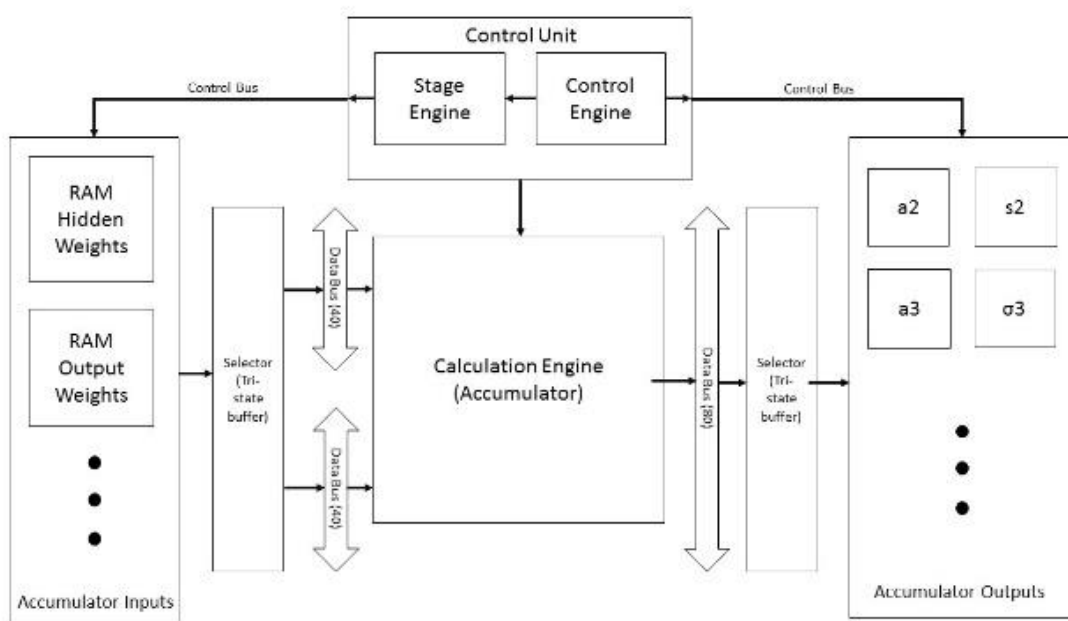 Control Unit
Stage
Engine
Control
Engine
Control Bus
Control Bus
RAM
Hidden
Weights
RAM
Output
Weights
Accumulator Inputs
Selector
(Tri-
state
buffer)
Data Bus (40)
Data Bus (40)
Calculation Engine
(Accumulator)
Data Bus (80)
Selector
(Tri-
state
buffer)
a2
s2
a3
σ3
Accumulator Outputs